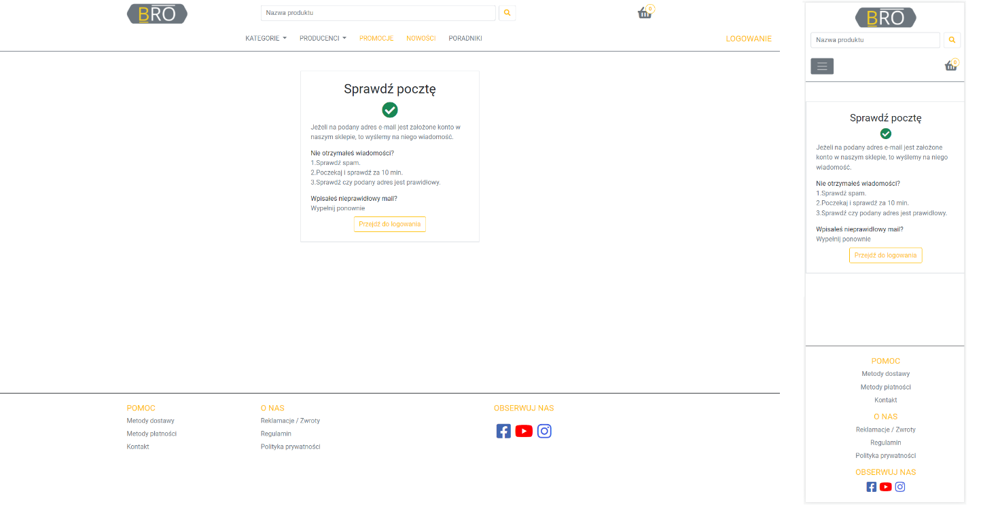 BRO
Nazwa produktu
0
KATEGORIE PRODUCENCI PROMOCJE NOWOŚCI PORADNIKI LOGOWANIE
Sprawdź pocztę
Jeżeli na podany adres e-mail jest założone konto w
naszym sklepie, to wyślemy na niego wiadomość.
Nie otrzymałeś wiadomości?
1.Sprawdź spam.
2.Poczekaj i sprawdź za 10 min.
3.Sprawdź czy podany adres jest prawidłowy.
Wpisałeś nieprawidłowy mail?
Wypełnij ponownie
Przejdź do logowania
POMOC
Metody dostawy
Metody płatności
Kontakt
O NAS
Reklamacje / Zwroty
Regulamin
Polityka prywatności
OBSERWUJ NAS
BRO
Nazwa produktu
0
Sprawdź pocztę
Jeżeli na podany adres e-mail jest założone
konto w naszym sklepie, to wyślemy na niego
wiadomość.
Nie otrzymałeś wiadomości?
1.Sprawdź spam.
2.Poczekaj i sprawdź za 10 min.
3.Sprawdź czy podany adres jest prawidłowy.
Wpisałeś nieprawidłowy mail?
Wypełnij ponownie
Przejdź do logowania
POMOC
Metody dostawy
Metody płatności
Kontakt
O NAS
Reklamacje / Zwroty
Regulamin
Polityka prywatności
OBSERWUJ NAS